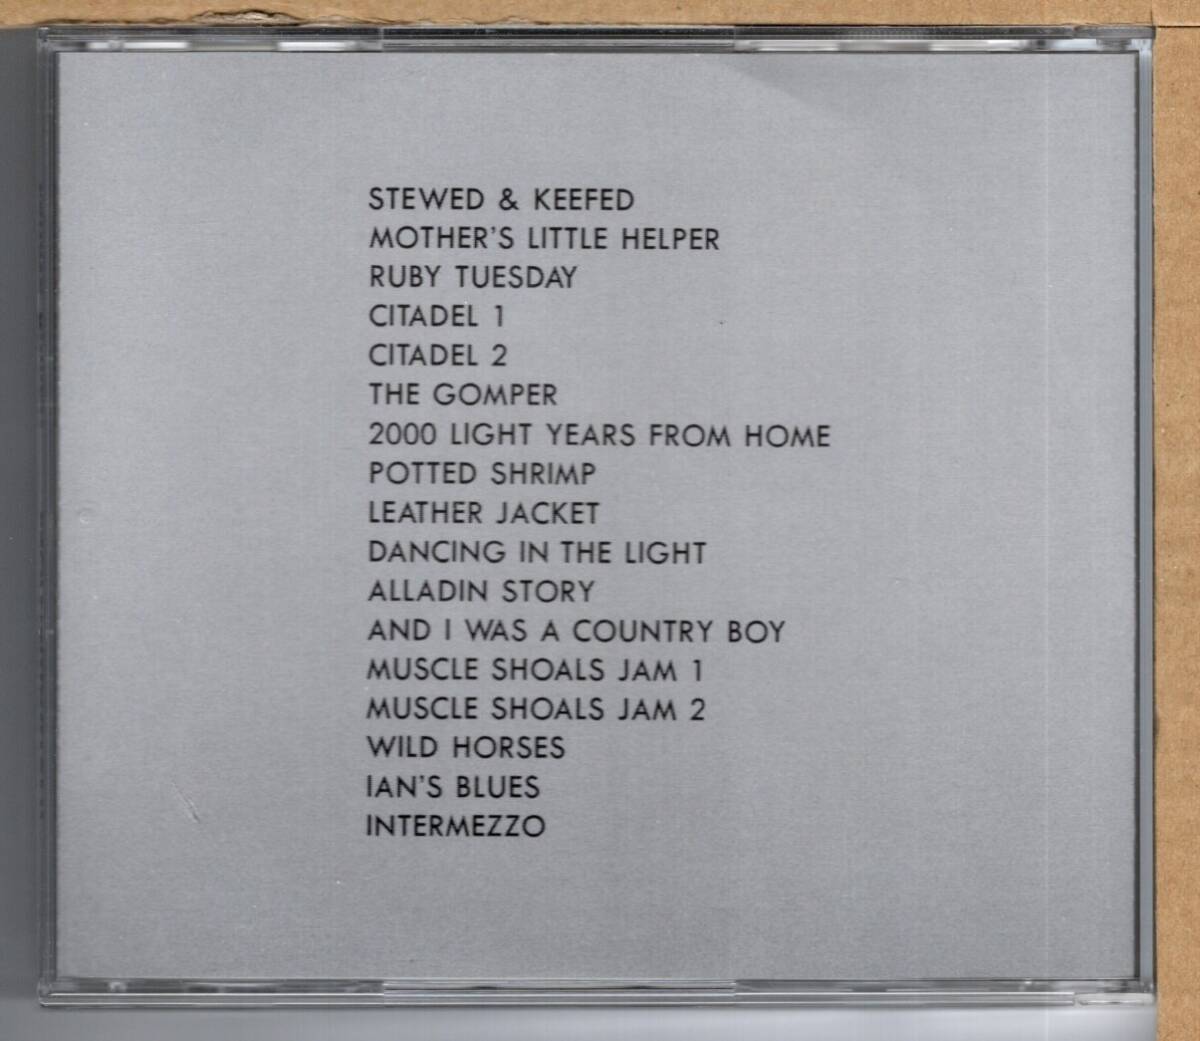 STEWED & KEEFED
MOTHER'S LITTLE HELPER
RUBY TUESDAY
CITADEL 1
CITADEL 2
THE GOMPER
2000 LIGHT YEARS FROM HOME
POTTED SHRIMP
LEATHER JACKET
DANCING IN THE LIGHT
ALLADIN STORY
AND I WAS A COUNTRY BOY
MUSCLE SHOALS JAM 1
MUSCLE SHOALS JAM 2
WILD HORSES
IAN'S BLUES
INTERMEZZO